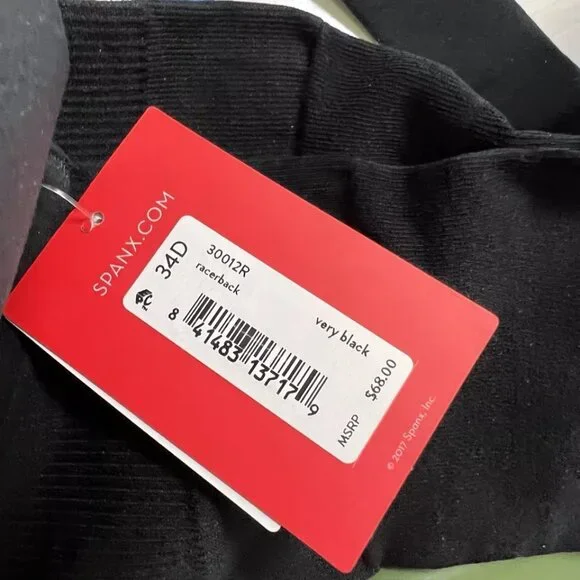 SPANX.COM
34D
30012R
racerback
very black
8 41483 13717 9
MSRP $68.00
© 2017 Spanx, Inc.